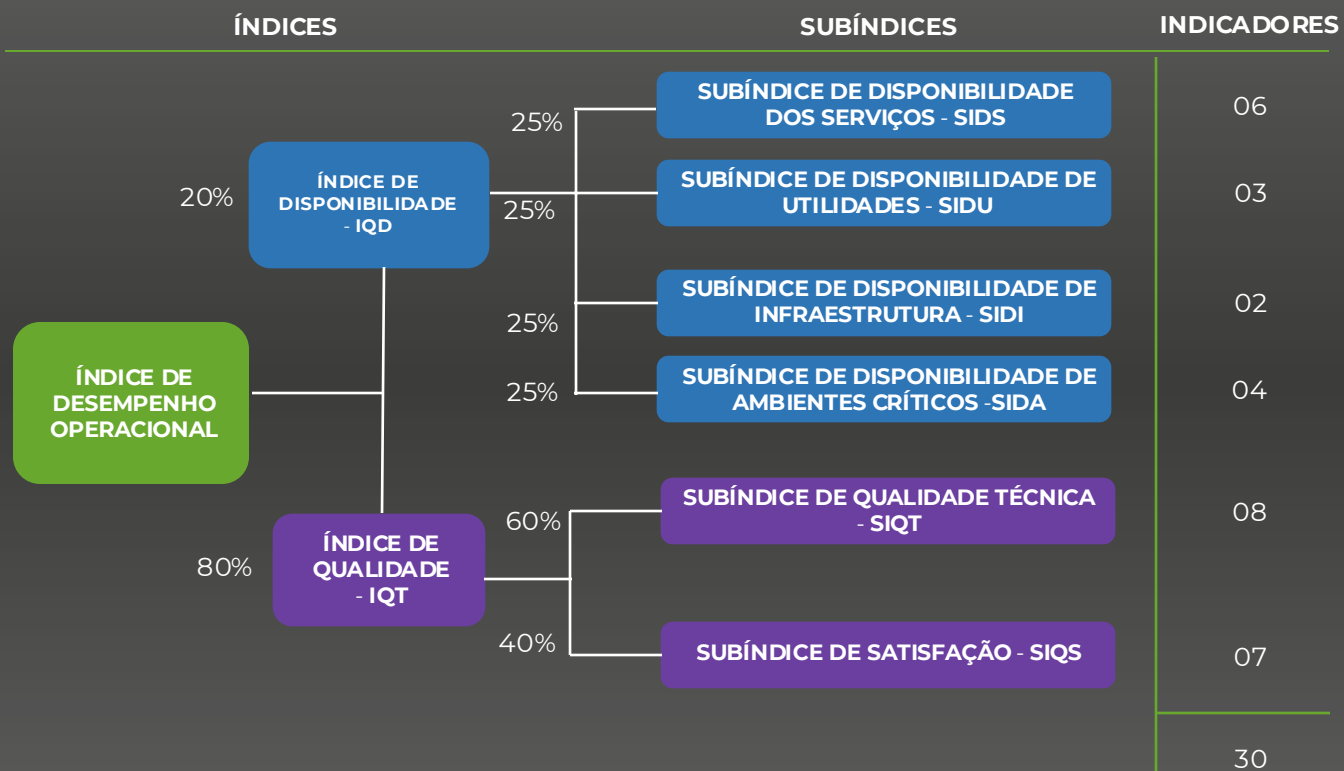 ÍNDICES
SUBÍNDICES
INDICADORES
SUBÍNDICE DE DISPONIBILIDADE
DOS SERVIÇOS - SIDS
06
25%
20%
ÍNDICE DE
DISPONIBILIDADE
- IQD
25%
SUBÍNDICE DE DISPONIBILIDADE DE
UTILIDADES - SIDU
03
SUBÍNDICE DE DISPONIBILIDADE DE
INFRAESTRUTURA - SIDI
02
25%
ÍNDICE DE
DESEMPENHO
OPERACIONAL
25%
SUBÍNDICE DE DISPONIBILIDADE DE
AMBIENTES CRÍTICOS -SIDA
04
60%
SUBÍNDICE DE QUALIDADE TÉCNICA
- SIQT
08
80%
ÍNDICE DE
QUALIDADE
- IQT
40%
SUBÍNDICE DE SATISFAÇÃO - SIQS
07
30